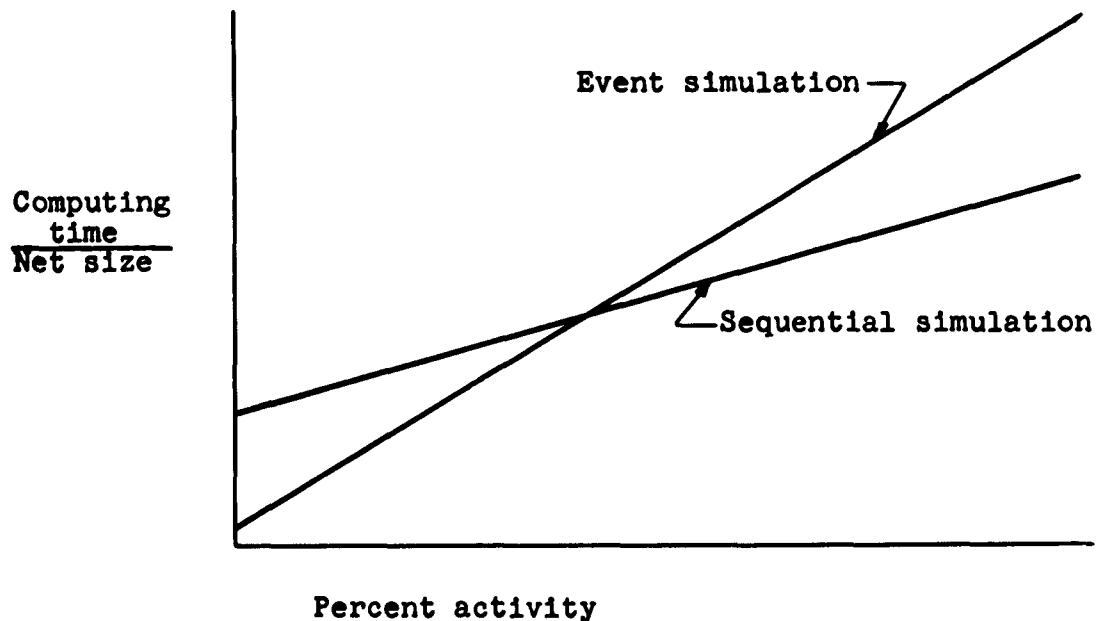 Event simulation
Computing
time
Net size
Sequential simulation
Percent activity